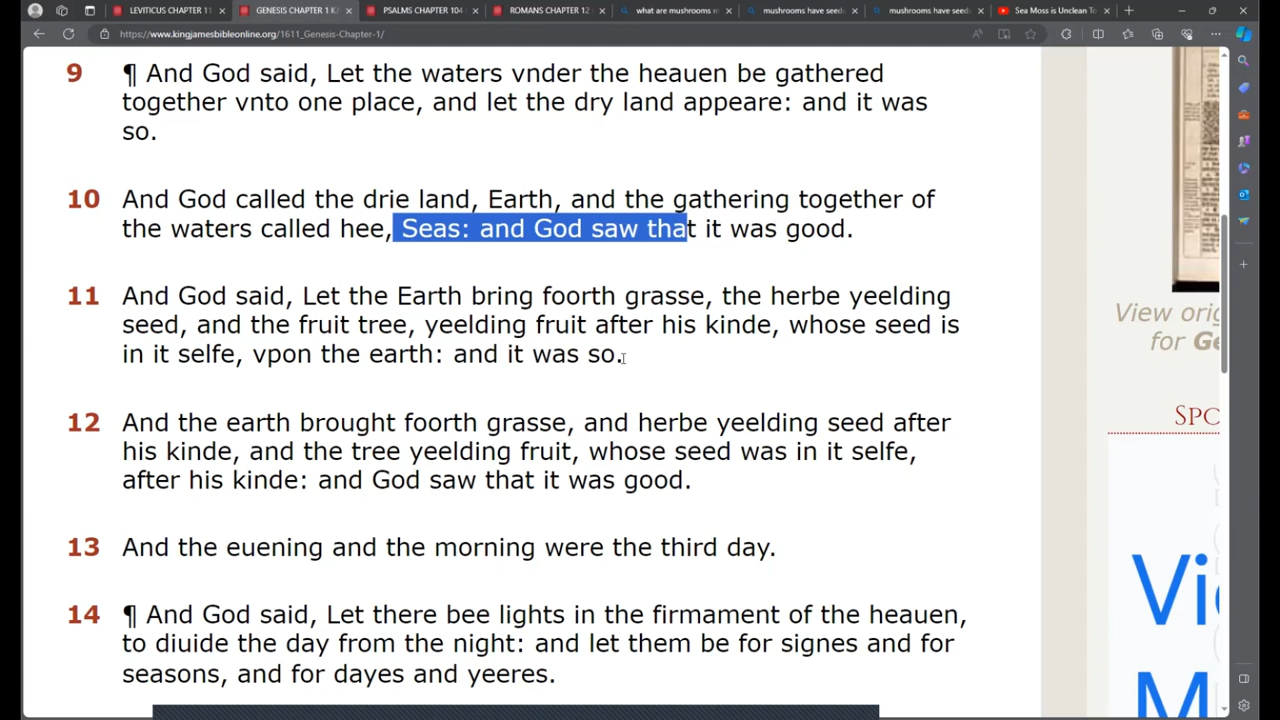 LEVITICUS CHAPTER 11
GENESIS CHAPTER 1 K
PSALMS CHAPTER 104
ROMANS CHAPTER 12
what are mushrooms m
mushrooms have seed
mushrooms have seed
Sea Moss is Unclean To
https://www.kingjamesbibleonline.org/1611_Genesis-Chapter-1/
9 ¶ And God said, Let the waters vnder the heauen be gathered
together vnto one place, and let the dry land appeare: and it was
so.
10 And God called the drie land, Earth, and the gathering together of
the waters called hee, Seas: and God saw that it was good.
11 And God said, Let the Earth bring foorth grasse, the herbe yeelding
seed, and the fruit tree, yeelding fruit after his kinde, whose seed is
in it selfe, vpon the earth: and it was so.
12 And the earth brought foorth grasse, and herbe yeelding seed after
his kinde, and the tree yeelding fruit, whose seed was in it selfe,
after his kinde: and God saw that it was good.
13 And the euening and the morning were the third day.
14 ¶ And God said, Let there bee lights in the firmament of the heauen,
to diuide the day from the night: and let them be for signes and for
seasons, and for dayes and yeeres.
View orig
for Ge
SPO
Vi
M